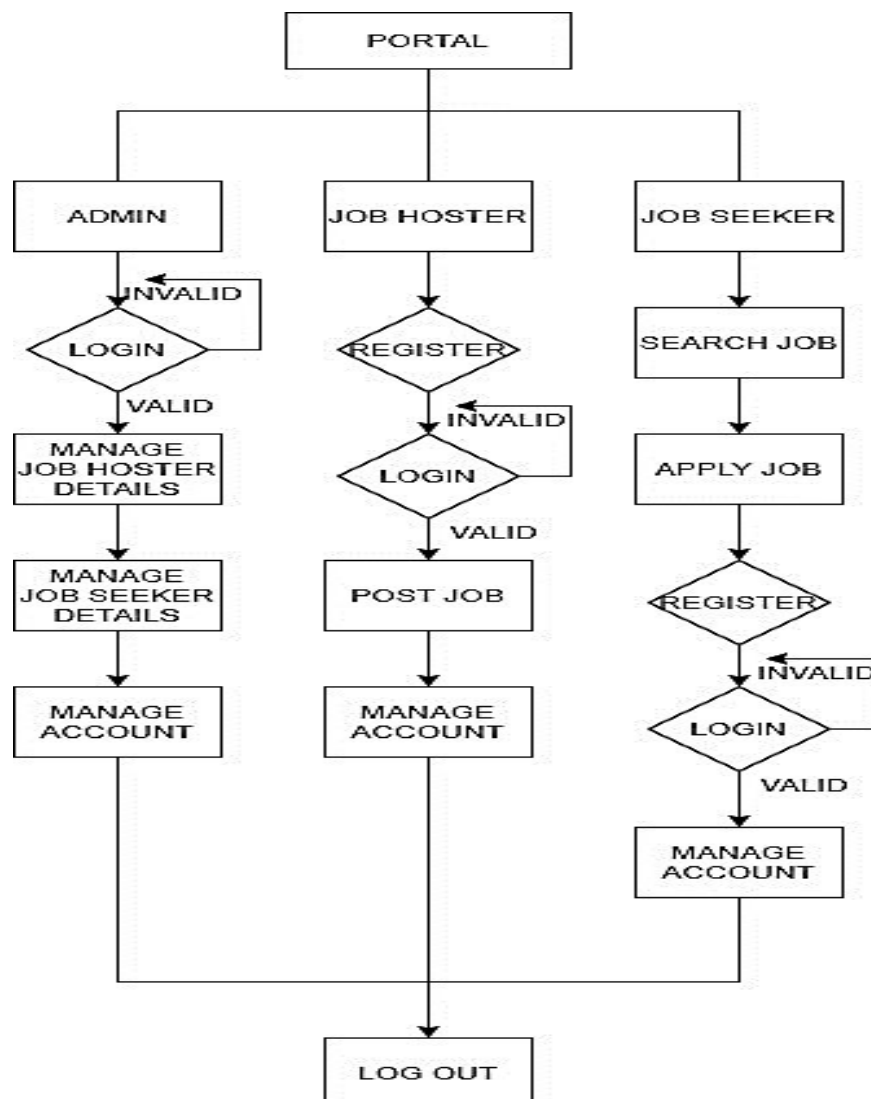 PORTAL
ADMIN
JOB HOSTER
JOB SEEKER
INVALID
LOGIN
REGISTER
SEARCH JOB
VALID
INVALID
MANAGE
JOB HOSTER
DETAILS
LOGIN
APPLY JOB
VALID
MANAGE
JOB SEEKER
DETAILS
POST JOB
REGISTER
INVALID
MANAGE
ACCOUNT
MANAGE
ACCOUNT
LOGIN
VALID
MANAGE
ACCOUNT
LOG OUT